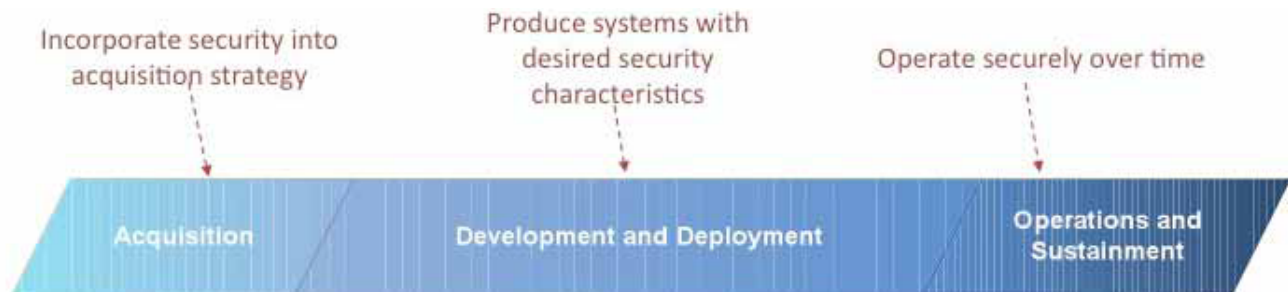 Incorporate security into
acquisition strategy
Produce systems with
desired security
characteristics
Operate securely over time
Acquisition
Development and Deployment
Operations and
Sustainment